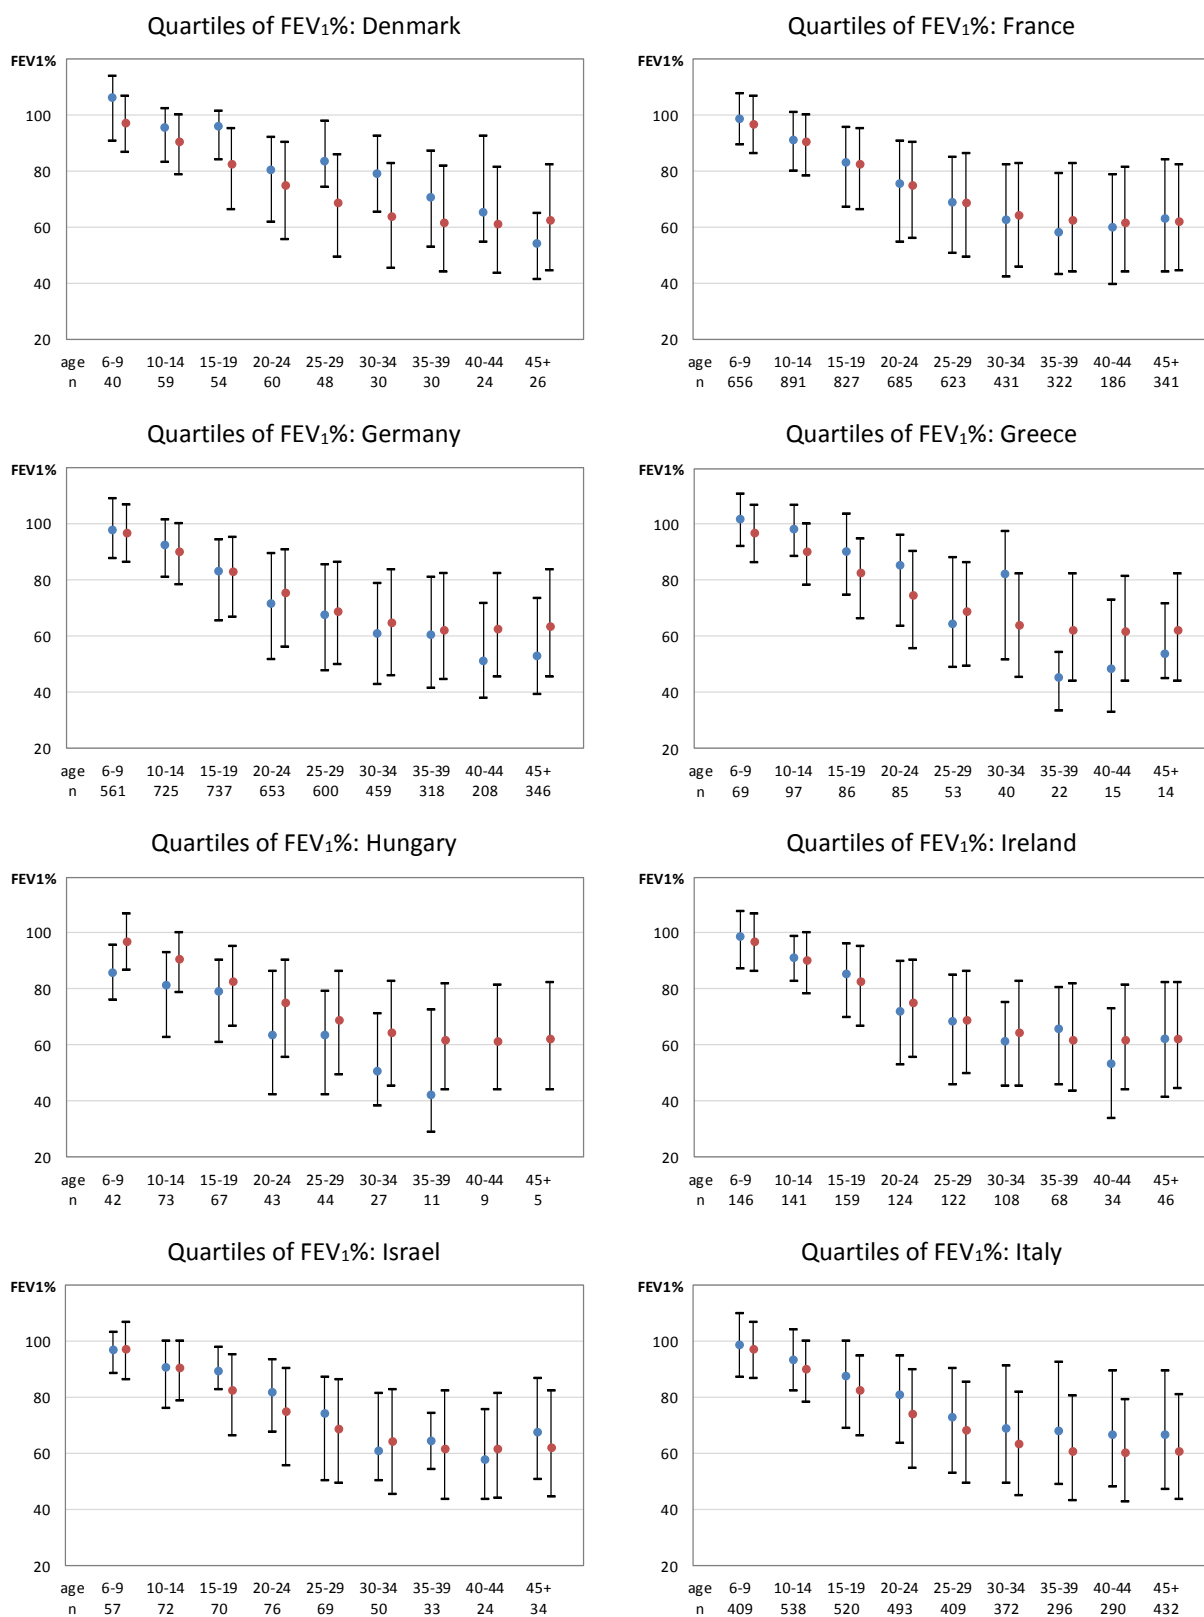 Quartiles of FEV₁%: Denmark
FEV1%
100
80
60
40
20
age 6-9 10-14 15-19 20-24 25-29 30-34 35-39 40-44 45+
n 40 59 54 60 48 30 30 24 26
Quartiles of FEV₁%: France
FEV1%
100
80
60
40
20
age 6-9 10-14 15-19 20-24 25-29 30-34 35-39 40-44 45+
n 656 891 827 685 623 431 322 186 341
Quartiles of FEV₁%: Germany
FEV1%
100
80
60
40
20
age 6-9 10-14 15-19 20-24 25-29 30-34 35-39 40-44 45+
n 561 725 737 653 600 459 318 208 346
Quartiles of FEV₁%: Greece
FEV1%
100
80
60
40
20
age 6-9 10-14 15-19 20-24 25-29 30-34 35-39 40-44 45+
n 69 97 86 85 53 40 22 15 14
Quartiles of FEV₁%: Hungary
FEV1%
100
80
60
40
20
age 6-9 10-14 15-19 20-24 25-29 30-34 35-39 40-44 45+
n 42 73 67 43 44 27 11 9 5
Quartiles of FEV₁%: Ireland
FEV1%
100
80
60
40
20
age 6-9 10-14 15-19 20-24 25-29 30-34 35-39 40-44 45+
n 146 141 159 124 122 108 68 34 46
Quartiles of FEV₁%: Israel
FEV1%
100
80
60
40
20
age 6-9 10-14 15-19 20-24 25-29 30-34 35-39 40-44 45+
n 57 72 70 76 69 50 33 24 34
Quartiles of FEV₁%: Italy
FEV1%
100
80
60
40
20
age 6-9 10-14 15-19 20-24 25-29 30-34 35-39 40-44 45+
n 409 538 520 493 409 372 296 290 432